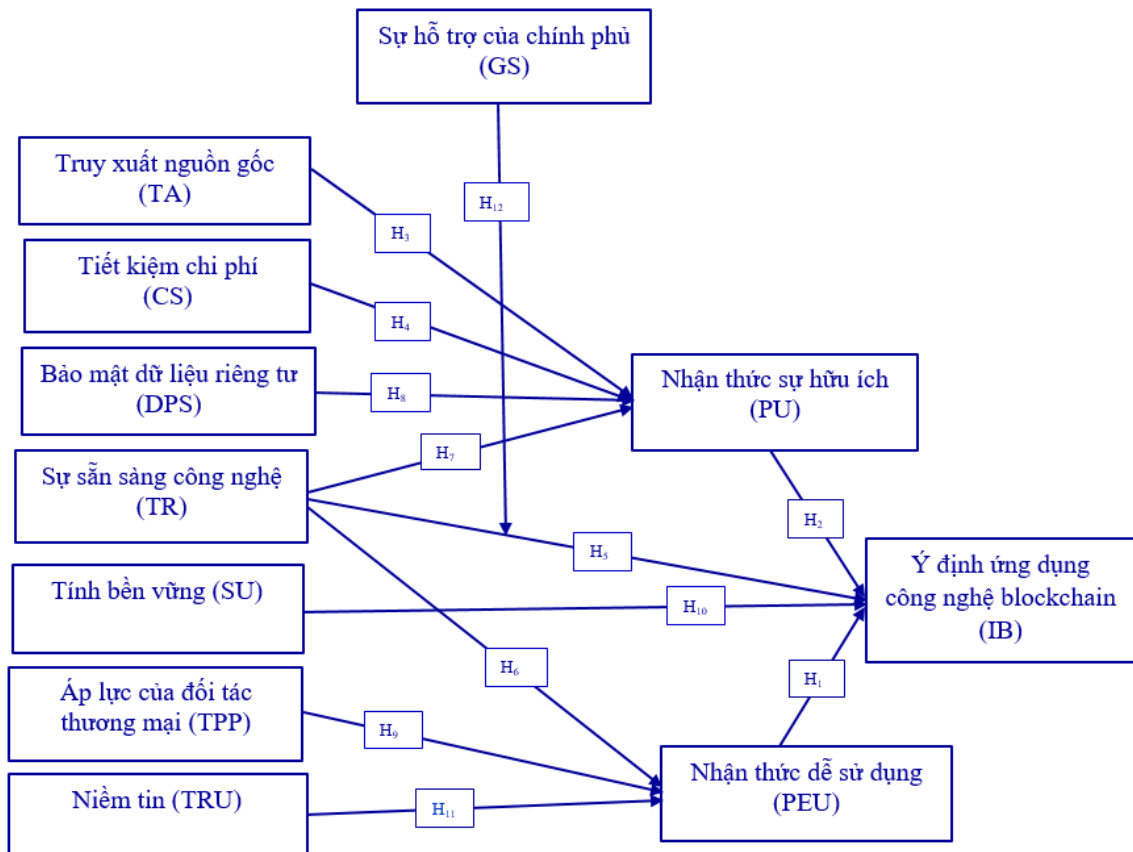 Sự hỗ trợ của chính phủ
(GS)
Truy xuất nguồn gốc
(TA)
H₁₂
H₃
Tiết kiệm chi phí
(CS)
H₄
Bảo mật dữ liệu riêng tư
(DPS)
H₈
Nhận thức sự hữu ích
(PU)
Sự sẵn sàng công nghệ
(TR)
H₇
H₂
H₅
Ý định ứng dụng
công nghệ blockchain
(IB)
Tính bền vững (SU)
H₁₀
H₆
H₁
Áp lực của đối tác
thương mại (TPP)
H₉
Nhận thức dễ sử dụng
(PEU)
Niềm tin (TRU)
H₁₁